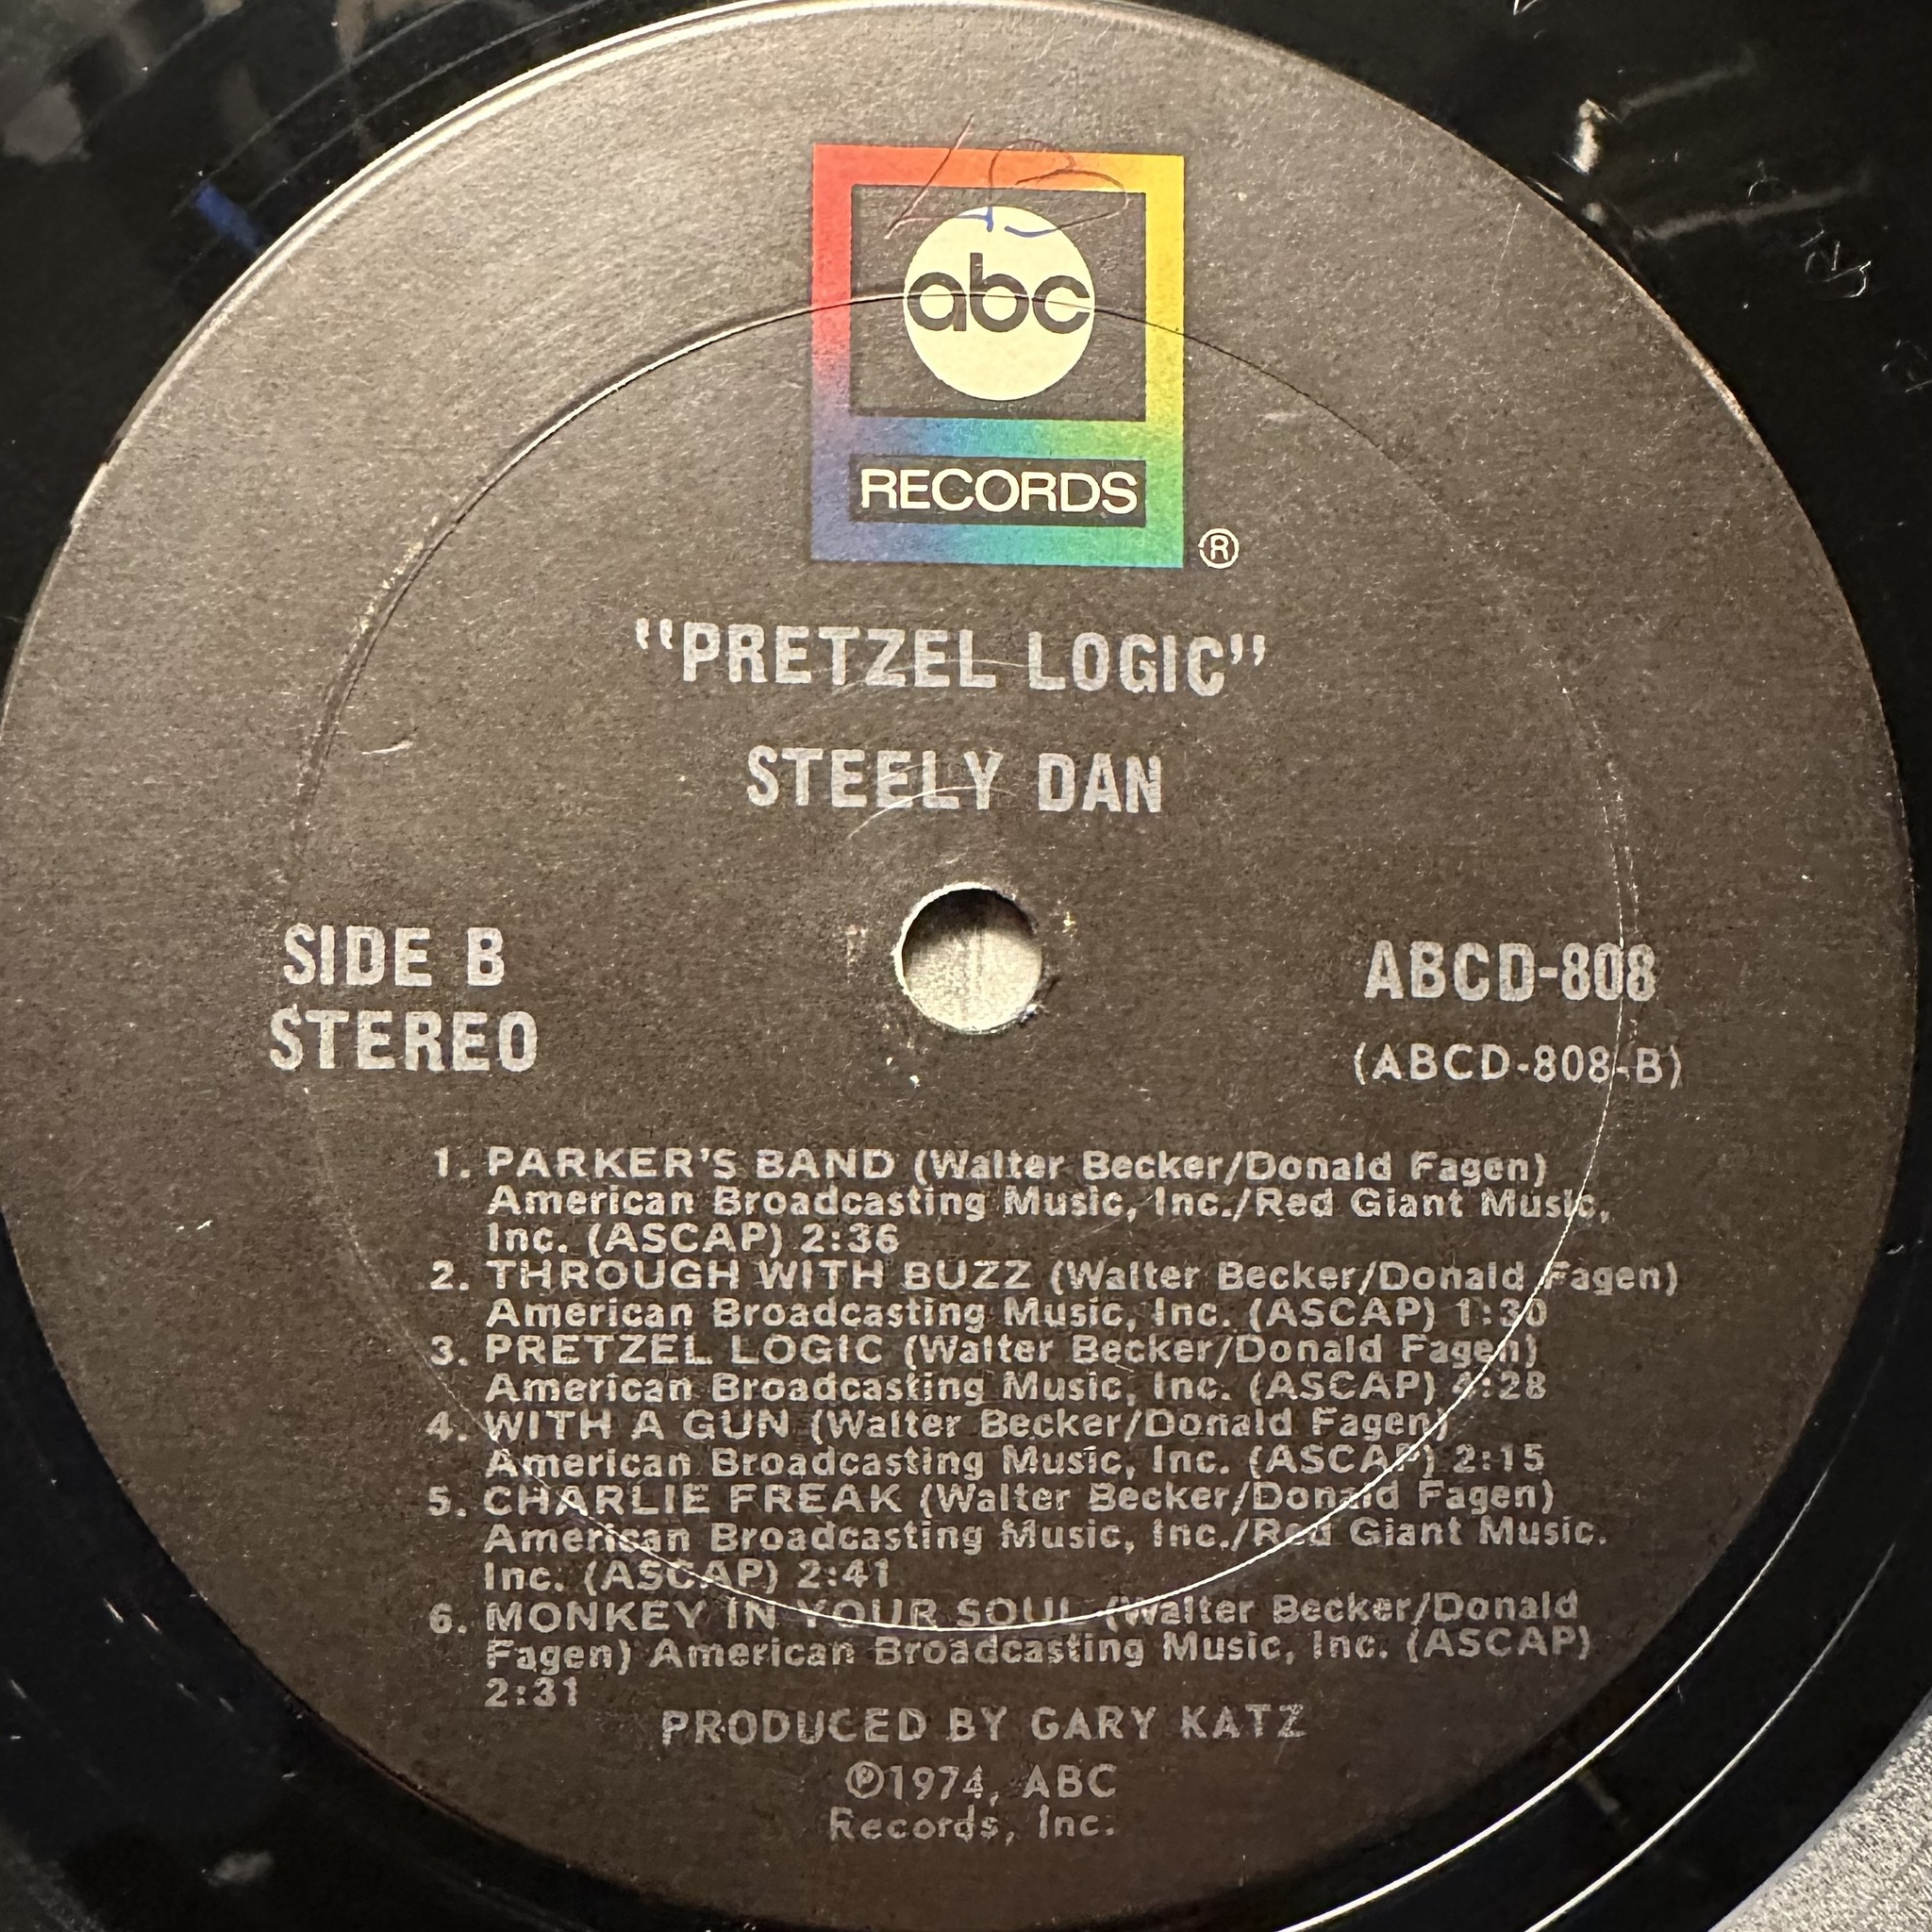 abc
RECORDS
®
"PRETZEL LOGIC"
STEELY DAN
SIDE B
STEREO
ABCD-808
(ABCD-808-B)
1. PARKER'S BAND (Walter Becker/Donald Fagen)
American Broadcasting Music, Inc./Red Giant Music,
Inc. (ASCAP) 2:36
2. THROUGH WITH BUZZ (Walter Becker/Donald Fagen)
American Broadcasting Music, Inc. (ASCAP) 1:30
3. PRETZEL LOGIC (Walter Becker/Donald Fagen)
American Broadcasting Music, Inc. (ASCAP) 4:28
4. WITH A GUN (Walter Becker/Donald Fagen)
American Broadcasting Music, Inc. (ASCAP) 2:15
5. CHARLIE FREAK (Walter Becker/Donald Fagen)
American Broadcasting Music, Inc./Red Giant Music.
Inc. (ASCAP) 2:41
6. MONKEY IN YOUR SOUL (Walter Becker/Donald
Fagen) American Broadcasting Music, Inc. (ASCAP)
2:31
PRODUCED BY GARY KATZ
℗1974, ABC
Records, Inc.